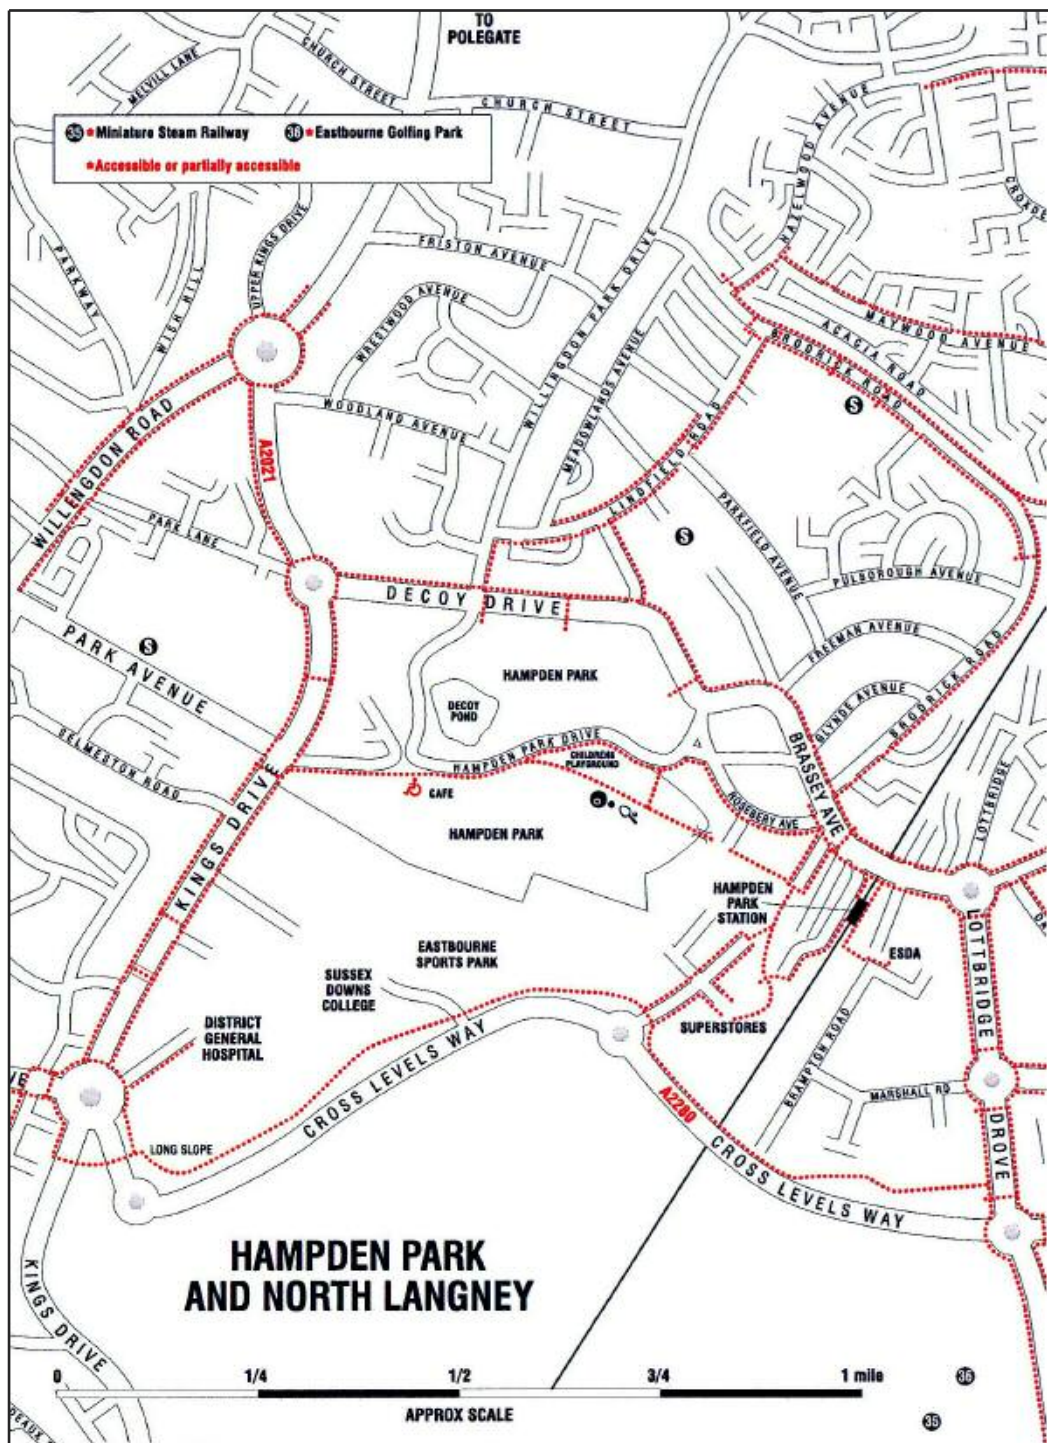 TO
POLEGATE
MELVILL LANE
CHURCH STREET
CHURCH STREET
HAZELWOOD AVENUE
35 *Miniature Steam Railway
36 *Eastbourne Golfing Park
*Accessible or partially accessible
PARKWAY
WISH HILL
UPPER KINGS DRIVE
FRISTON AVENUE
WRESTWOOD AVENUE
WILLINGDON PARK DRIVE
MEADOWLANDS AVENUE
MAYWOOD AVENUE
ACACIA ROAD
BRODRICK ROAD
WOODLAND AVENUE
WILLENGDON ROAD
A2021
S
LINDFIELD ROAD
PARK LANE
S
PARKFIELD AVENUE
PULBOROUGH AVENUE
DECOY DRIVE
FREEMAN AVENUE
PARK AVENUE
S
HAMPDEN PARK
DECOY
POND
GLYNDE AVENUE
BRODRICK ROAD
SELMESTON ROAD
HAMPDEN PARK DRIVE
CHILDRENS
PLAYGROUND
BRASSEY AVE
LOTTBRIDGE
CAFE
ROSEBERY AVE
HAMPDEN PARK
KINGS DRIVE
HAMPDEN
PARK
STATION
EASTBOURNE
SPORTS PARK
ESDA
SUSSEX
DOWNS
COLLEGE
LOTTBRIDGE
DISTRICT
GENERAL
HOSPITAL
SUPERSTORES
CROSS LEVELS WAY
BRAMPTON ROAD
MARSHALL RD
A2280
DROVE
LONG SLOPE
CROSS LEVELS WAY
HAMPDEN PARK
AND NORTH LANGNEY
KINGS DRIVE
0 1/4 1/2 3/4 1 mile
APPROX SCALE
36
35